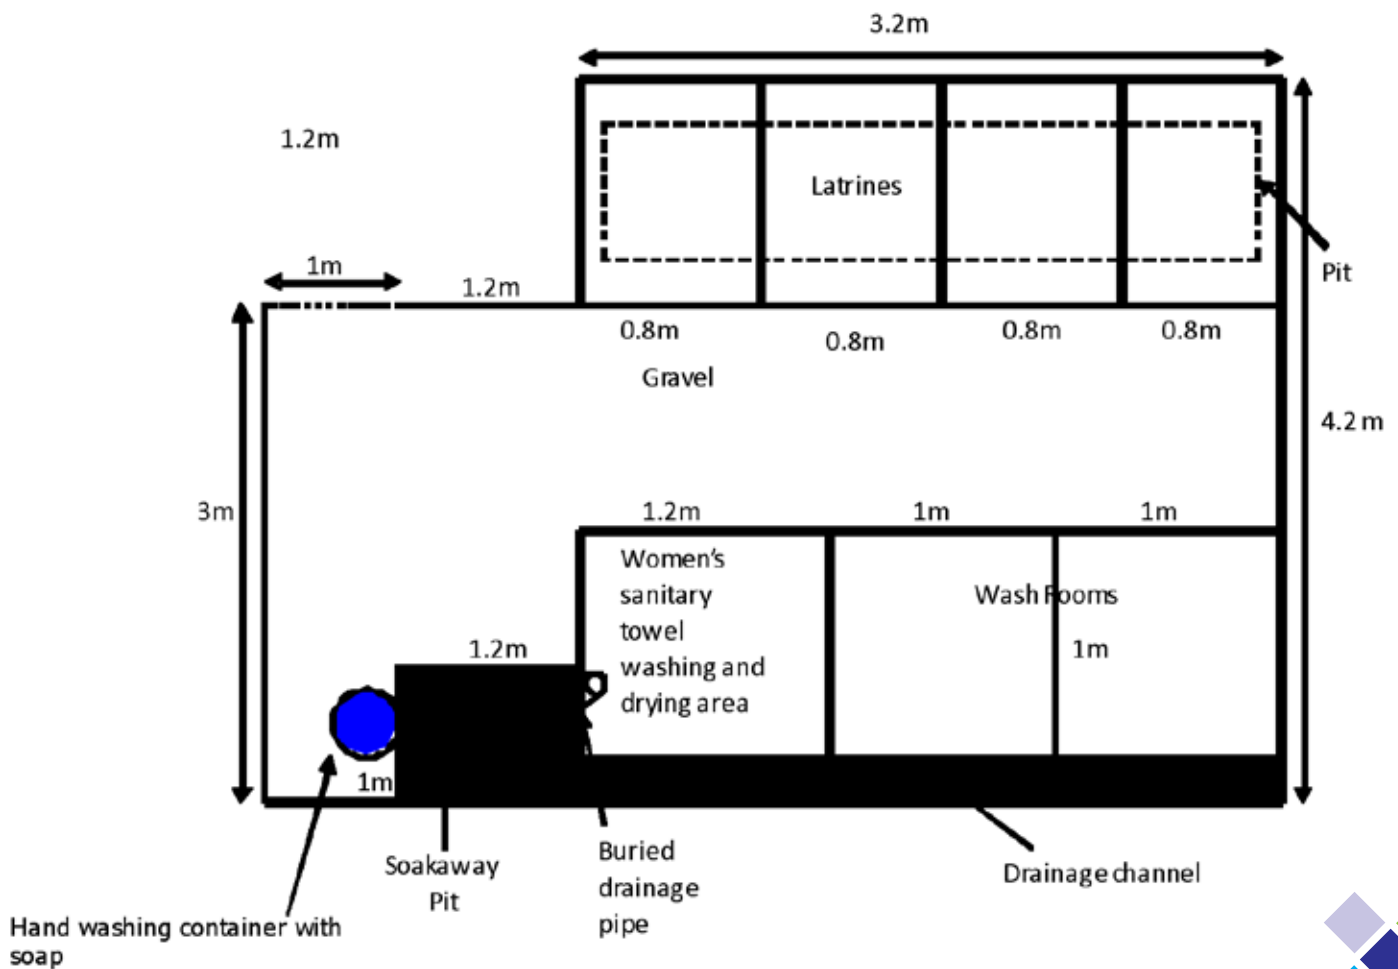 3.2m
1.2m
Latrines
Pit
1m
1.2m
0.8m
0.8m
0.8m
0.8m
Gravel
4.2 m
3m
1.2m
1m
1m
Women's
sanitary
towel
washing and
drying area
Wash Rooms
1m
1.2m
1m
Soakaway
Pit
Buried
drainage
pipe
Drainage channel
Hand washing container with
soap